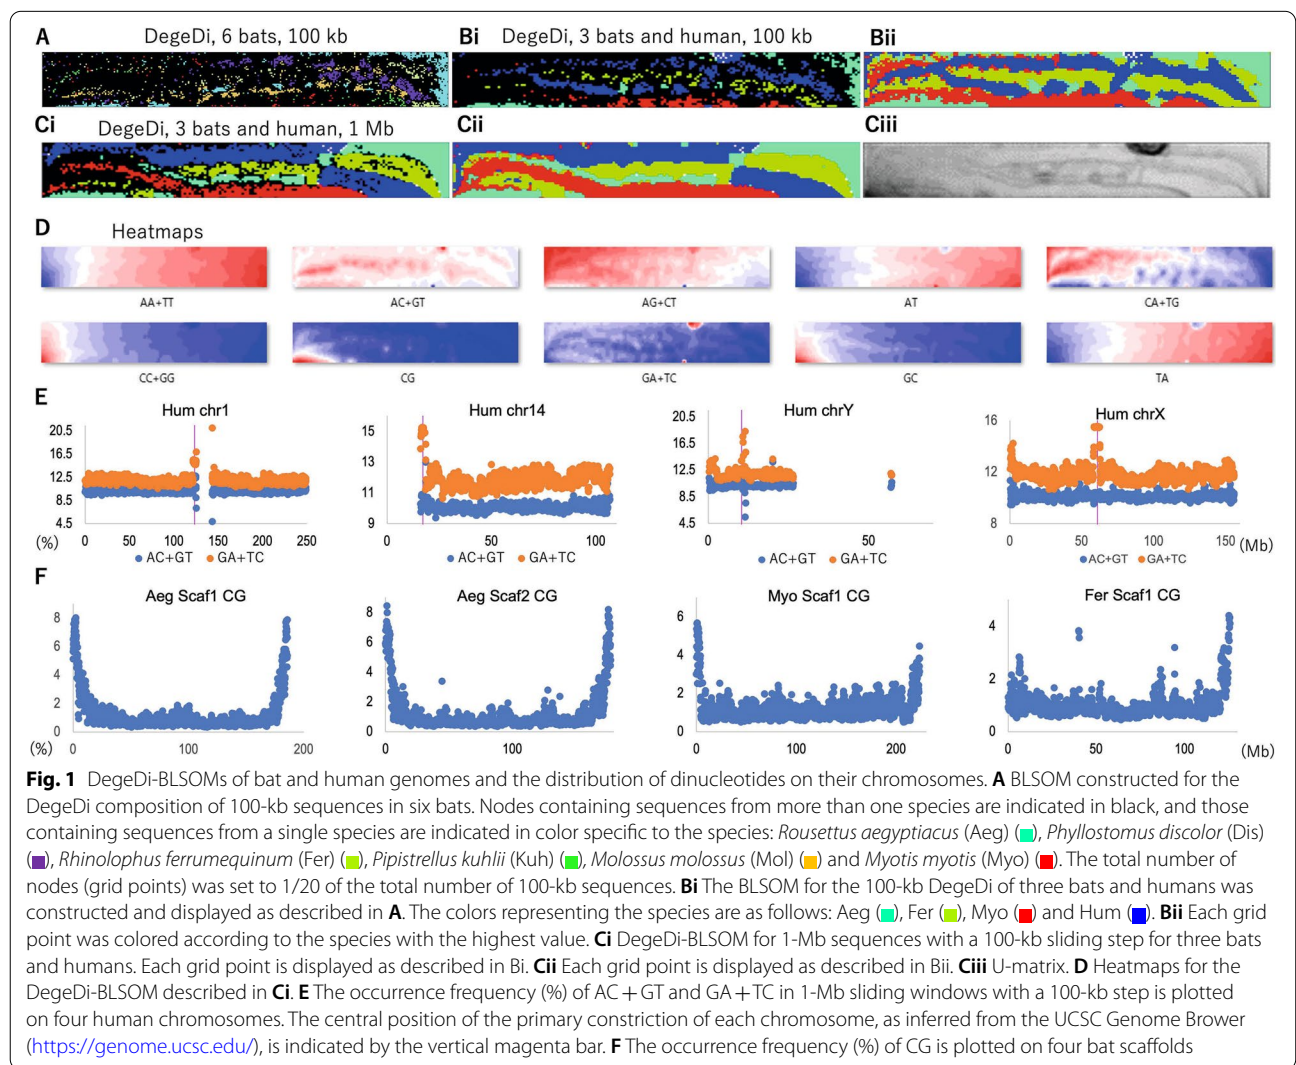 A DegeDi, 6 bats, 100 kb Bi DegeDi, 3 bats and human, 100 kb Bii
Ci DegeDi, 3 bats and human, 1 Mb Cii Ciii
D Heatmaps
AA+TT AC+GT AG+CT AT CA+TG
CC+GG CG GA+TC GC TA
E
Hum chr1 Hum chr14 Hum chrY Hum chrX
20.5 15 20.5 16
16.5 16.5
13 14
12.5 12.5 12
11 10
8.5 8.5
4.5 9 4.5 8
(%) 0 50 100 150 200 250 0 50 100 0 50 0 50 100 150 (Mb)
AC+GT GA+TC AC+GT GA+TC AC+GT GA+TC AC+GT GA+TC
F
Aeg Scaf1 CG Aeg Scaf2 CG Myo Scaf1 CG Fer Scaf1 CG
8 8 6
6 6 4
4 4 4
2 2 2 2
0 0 0 0
(%) 0 100 200 0 100 0 100 200 0 50 100 (Mb)
Fig. 1 DegeDi-BLSOMs of bat and human genomes and the distribution of dinucleotides on their chromosomes. A BLSOM constructed for the
DegeDi composition of 100-kb sequences in six bats. Nodes containing sequences from more than one species are indicated in black, and those
containing sequences from a single species are indicated in color specific to the species: Rousettus aegyptiacus (Aeg) (■), Phyllostomus discolor (Dis)
(■), Rhinolophus ferrumequinum (Fer) (■), Pipistrellus kuhlii (Kuh) (■), Molossus molossus (Mol) (■) and Myotis myotis (Myo) (■). The total number of
nodes (grid points) was set to 1/20 of the total number of 100-kb sequences. Bi The BLSOM for the 100-kb DegeDi of three bats and humans was
constructed and displayed as described in A. The colors representing the species are as follows: Aeg (■), Fer (■), Myo (■) and Hum (■). Bii Each grid
point was colored according to the species with the highest value. Ci DegeDi-BLSOM for 1-Mb sequences with a 100-kb sliding step for three bats
and humans. Each grid point is displayed as described in Bi. Cii Each grid point is displayed as described in Bii. Ciii U-matrix. D Heatmaps for the
DegeDi-BLSOM described in Ci. E The occurrence frequency (%) of AC + GT and GA + TC in 1-Mb sliding windows with a 100-kb step is plotted
on four human chromosomes. The central position of the primary constriction of each chromosome, as inferred from the UCSC Genome Brower
(https://genome.ucsc.edu/), is indicated by the vertical magenta bar. F The occurrence frequency (%) of CG is plotted on four bat scaffolds